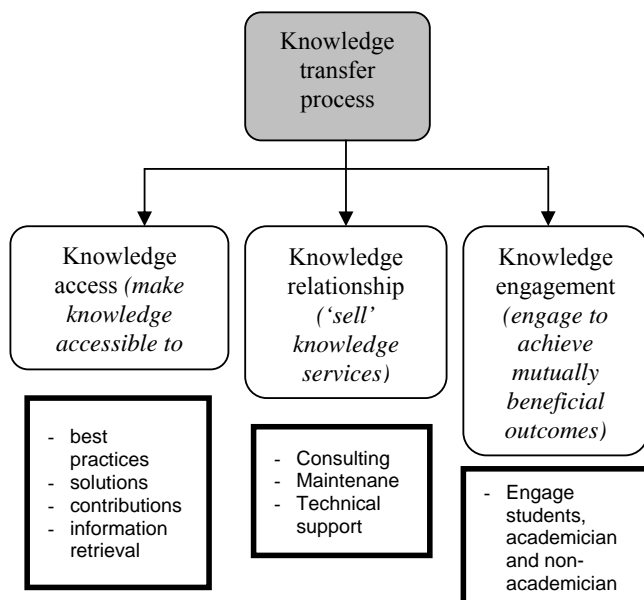 Knowledge
transfer
process
Knowledge
access (make
knowledge
accessible to
Knowledge
relationship
(‘sell’
knowledge
services)
Knowledge
engagement
(engage to
achieve
mutually
beneficial
outcomes)
- best
practices
- solutions
- contributions
- information
retrieval
- Consulting
- Maintenane
- Technical
support
- Engage
students,
academician
and non-
academician